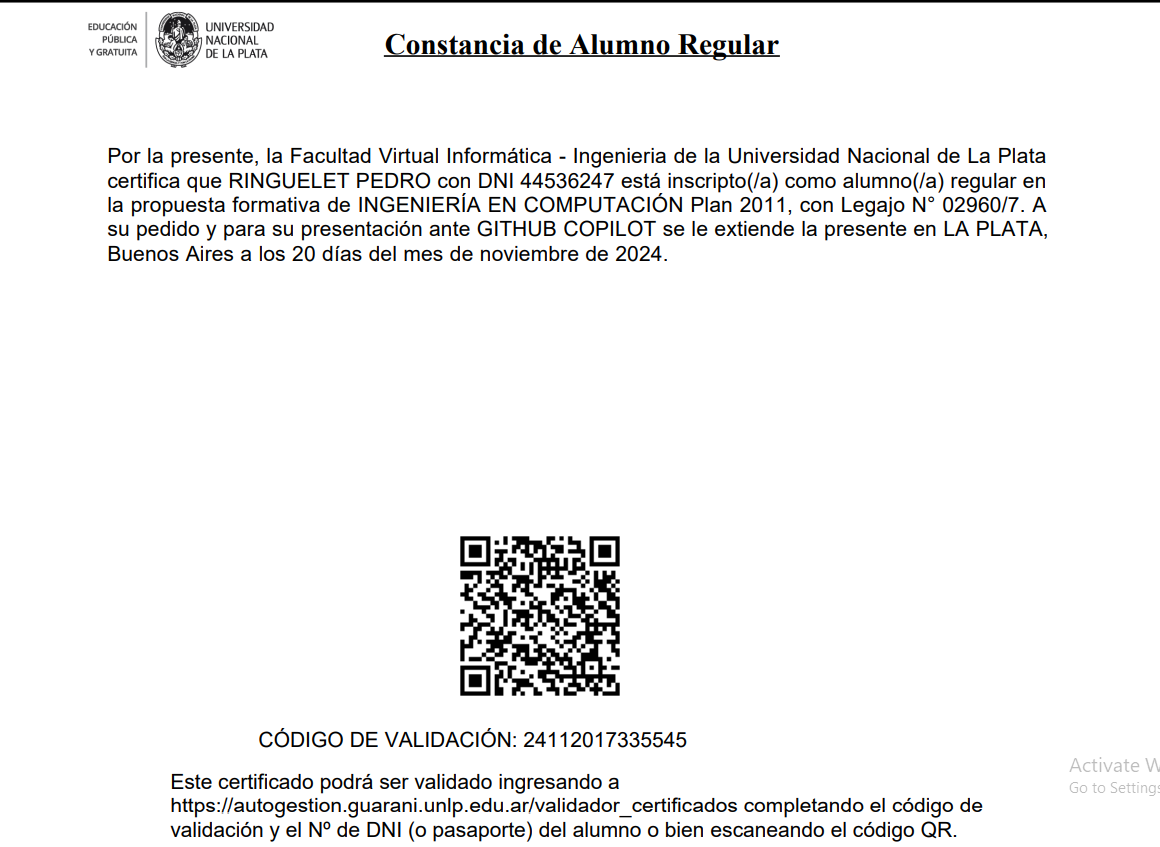 EDUCACIÓN
PÚBLICA
Y GRATUITA
UNIVERSIDAD
NACIONAL
DE LA PLATA
Constancia de Alumno Regular
Por la presente, la Facultad Virtual Informática - Ingenieria de la Universidad Nacional de La Plata
certifica que RINGUELET PEDRO con DNI 44536247 está inscripto(/a) como alumno(/a) regular en
la propuesta formativa de INGENIERÍA EN COMPUTACIÓN Plan 2011, con Legajo N° 02960/7. A
su pedido y para su presentación ante GITHUB COPILOT se le extiende la presente en LA PLATA,
Buenos Aires a los 20 días del mes de noviembre de 2024.
CÓDIGO DE VALIDACIÓN: 24112017335545
Este certificado podrá ser validado ingresando a
https://autogestion.guarani.unlp.edu.ar/validador_certificados completando el código de
validación y el Nº de DNI (o pasaporte) del alumno o bien escaneando el código QR.
Activate W
Go to Settings